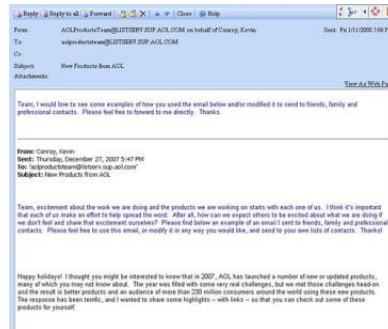 Reply Reply to all Forward Close Help
From: AOLProductsTeam@LISTSERV.SUP.AOL.COM on behalf of Conroy, Kevin Sent: Fri 1/11/2008
To: aolproductsteam@LISTSERV.SUP.AOL.COM
Cc:
Subject: New Products from AOL
Attachments:
View As Web
Team, I would love to see some examples of how you used the email below and/or modified it to send to friends, family and
professional contacts. Please feel free to forward to me directly. Thanks.
From: Conroy, Kevin
Sent: Thursday, December 27, 2007 5:47 PM
To: 'aolproductsteam@listserv.sup.aol.com'
Subject: New Products from AOL
Team, excitement about the work we are doing and the products we are working on starts with each one of us. I think it's important
that each of us make an effort to help spread the word. After all, how can we expect others to be excited about what we are doing if
we don't feel and share that excitement ourselves? Please find below an example of an email I sent to friends, family and professional
contacts. Please feel free to use this email, or modify it in any way you would like, and send to your own lists of contacts. Thanks!
Happy holidays! I thought you might be interested to know that in 2007, AOL has launched a number of new or updated products,
many of which you may not know about. The year was filled with some very real challenges, but we met those challenges head-on
and the result is better products and an audience of more than 230 million consumers around the world using these new products.
The response has been terrific, and I wanted to share some highlights – with links – so that you can check out some of these
products for yourself.